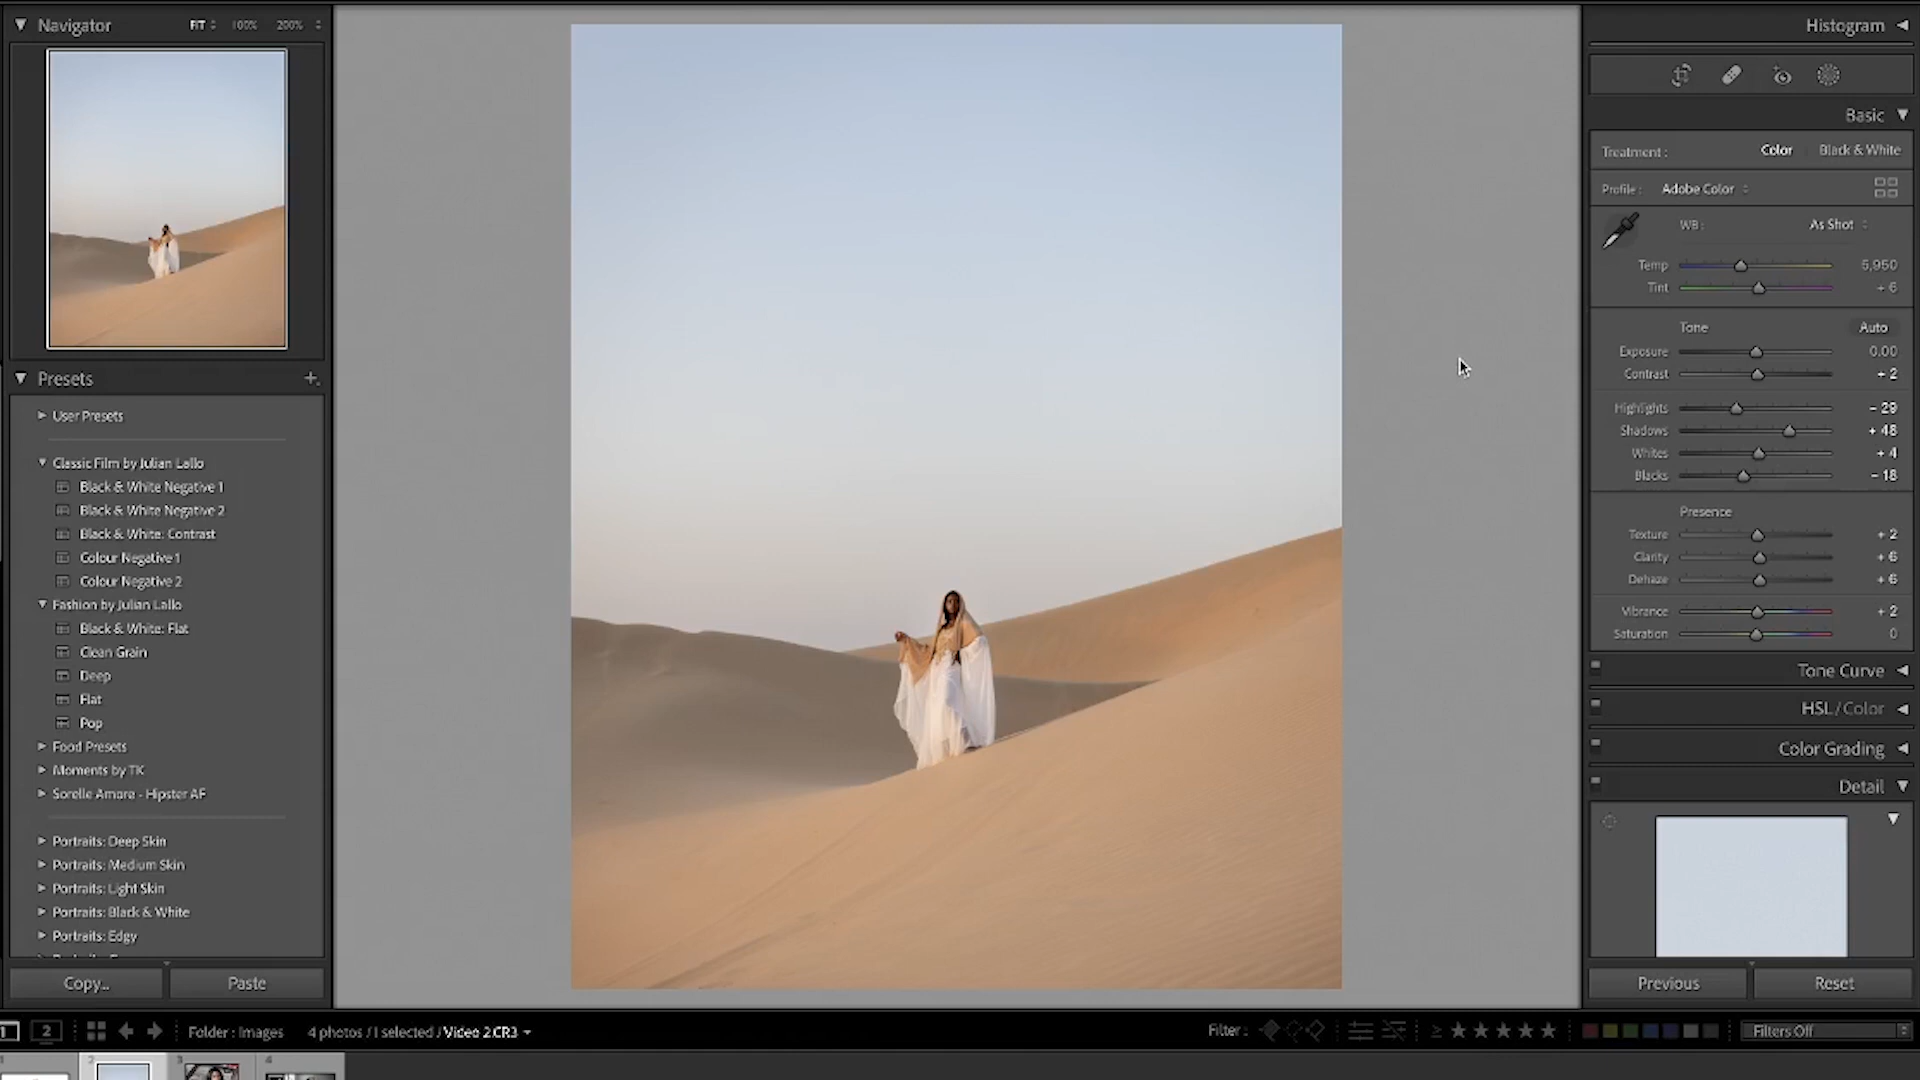 Navigator FIT 100% 200%
Presets +
User Presets
Classic Film by Julian Lallo
Black & White Negative 1
Black & White Negative 2
Black & White: Contrast
Colour Negative 1
Colour Negative 2
Fashion by Julian Lallo
Black & White: Flat
Clean Grain
Deep
Flat
Pop
Food Presets
Moments by TK
Sorelle Amore - Hipster AF
Portraits: Deep Skin
Portraits: Medium Skin
Portraits: Light Skin
Portraits: Black & White
Portraits: Edgy
Copy... Paste
Histogram
Basic
Treatment : Color Black & White
Profile : Adobe Color
WB : As Shot
Temp 5,950
Tint + 6
Tone Auto
Exposure 0.00
Contrast + 2
Highlights - 29
Shadows + 48
Whites + 4
Blacks - 18
Presence
Texture + 2
Clarity + 6
Dehaze + 6
Vibrance + 2
Saturation 0
Tone Curve
HSL / Color
Color Grading
Detail
Previous Reset
1 2 Folder : Images 4 photos / 1 selected / Video 2.CR3 Filter : ≥ Filters Off
1 2 3 4